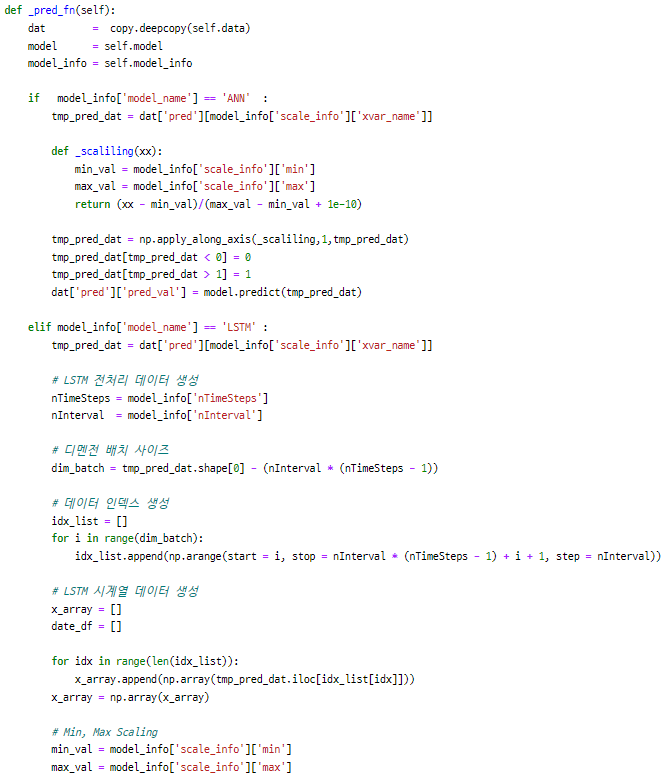 def _pred_fn(self):
    dat        =  copy.deepcopy(self.data)
    model      = self.model
    model_info = self.model_info
    if   model_info['model_name'] == 'ANN'  :
        tmp_pred_dat = dat['pred'][model_info['scale_info']['xvar_name']]
        def _scaliling(xx):
            min_val = model_info['scale_info']['min']
            max_val = model_info['scale_info']['max']
            return (xx - min_val)/(max_val - min_val + 1e-10)
        tmp_pred_dat = np.apply_along_axis(_scaliling,1,tmp_pred_dat)
        tmp_pred_dat[tmp_pred_dat < 0] = 0
        tmp_pred_dat[tmp_pred_dat > 1] = 1
        dat['pred']['pred_val'] = model.predict(tmp_pred_dat)
    elif model_info['model_name'] == 'LSTM' :
        tmp_pred_dat = dat['pred'][model_info['scale_info']['xvar_name']]
        # LSTM 전처리 데이터 생성
        nTimeSteps = model_info['nTimeSteps']
        nInterval  = model_info['nInterval']
        # 디멘전 배치 사이즈
        dim_batch = tmp_pred_dat.shape[0] - (nInterval * (nTimeSteps - 1))
        # 데이터 인덱스 생성
        idx_list = []
        for i in range(dim_batch):
            idx_list.append(np.arange(start = i, stop = nInterval * (nTimeSteps - 1) + i + 1, step = nInterval))
        # LSTM 시계열 데이터 생성
        x_array = []
        date_df = []
        for idx in range(len(idx_list)):
            x_array.append(np.array(tmp_pred_dat.iloc[idx_list[idx]]))
        x_array = np.array(x_array)
        # Min, Max Scaling
        min_val = model_info['scale_info']['min']
        max_val = model_info['scale_info']['max']